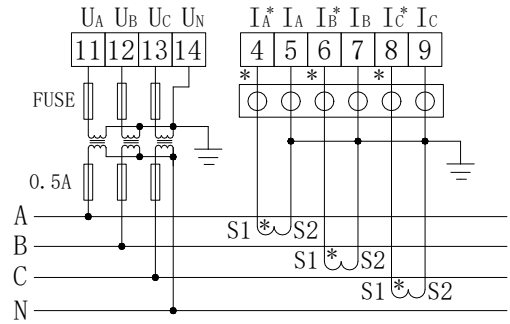 UA UB UC UN IA* IA IB* IB IC* IC
11 12 13 14 4 5 6 7 8 9
* * *
FUSE
0.5A
A
S1 * S2
B
S1 * S2
C
S1 * S2
N